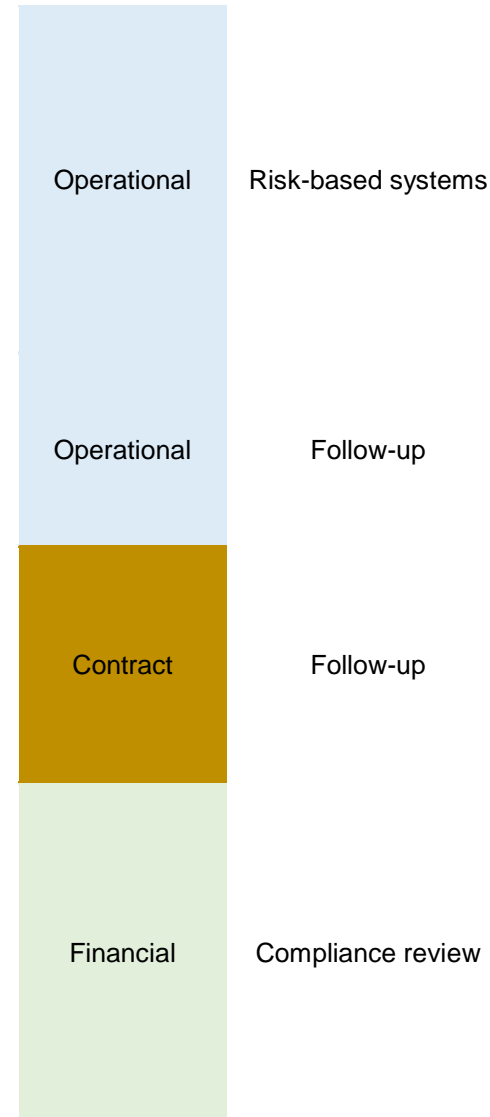 Operational Risk-based systems
Operational Follow-up
Contract Follow-up
Financial Compliance review